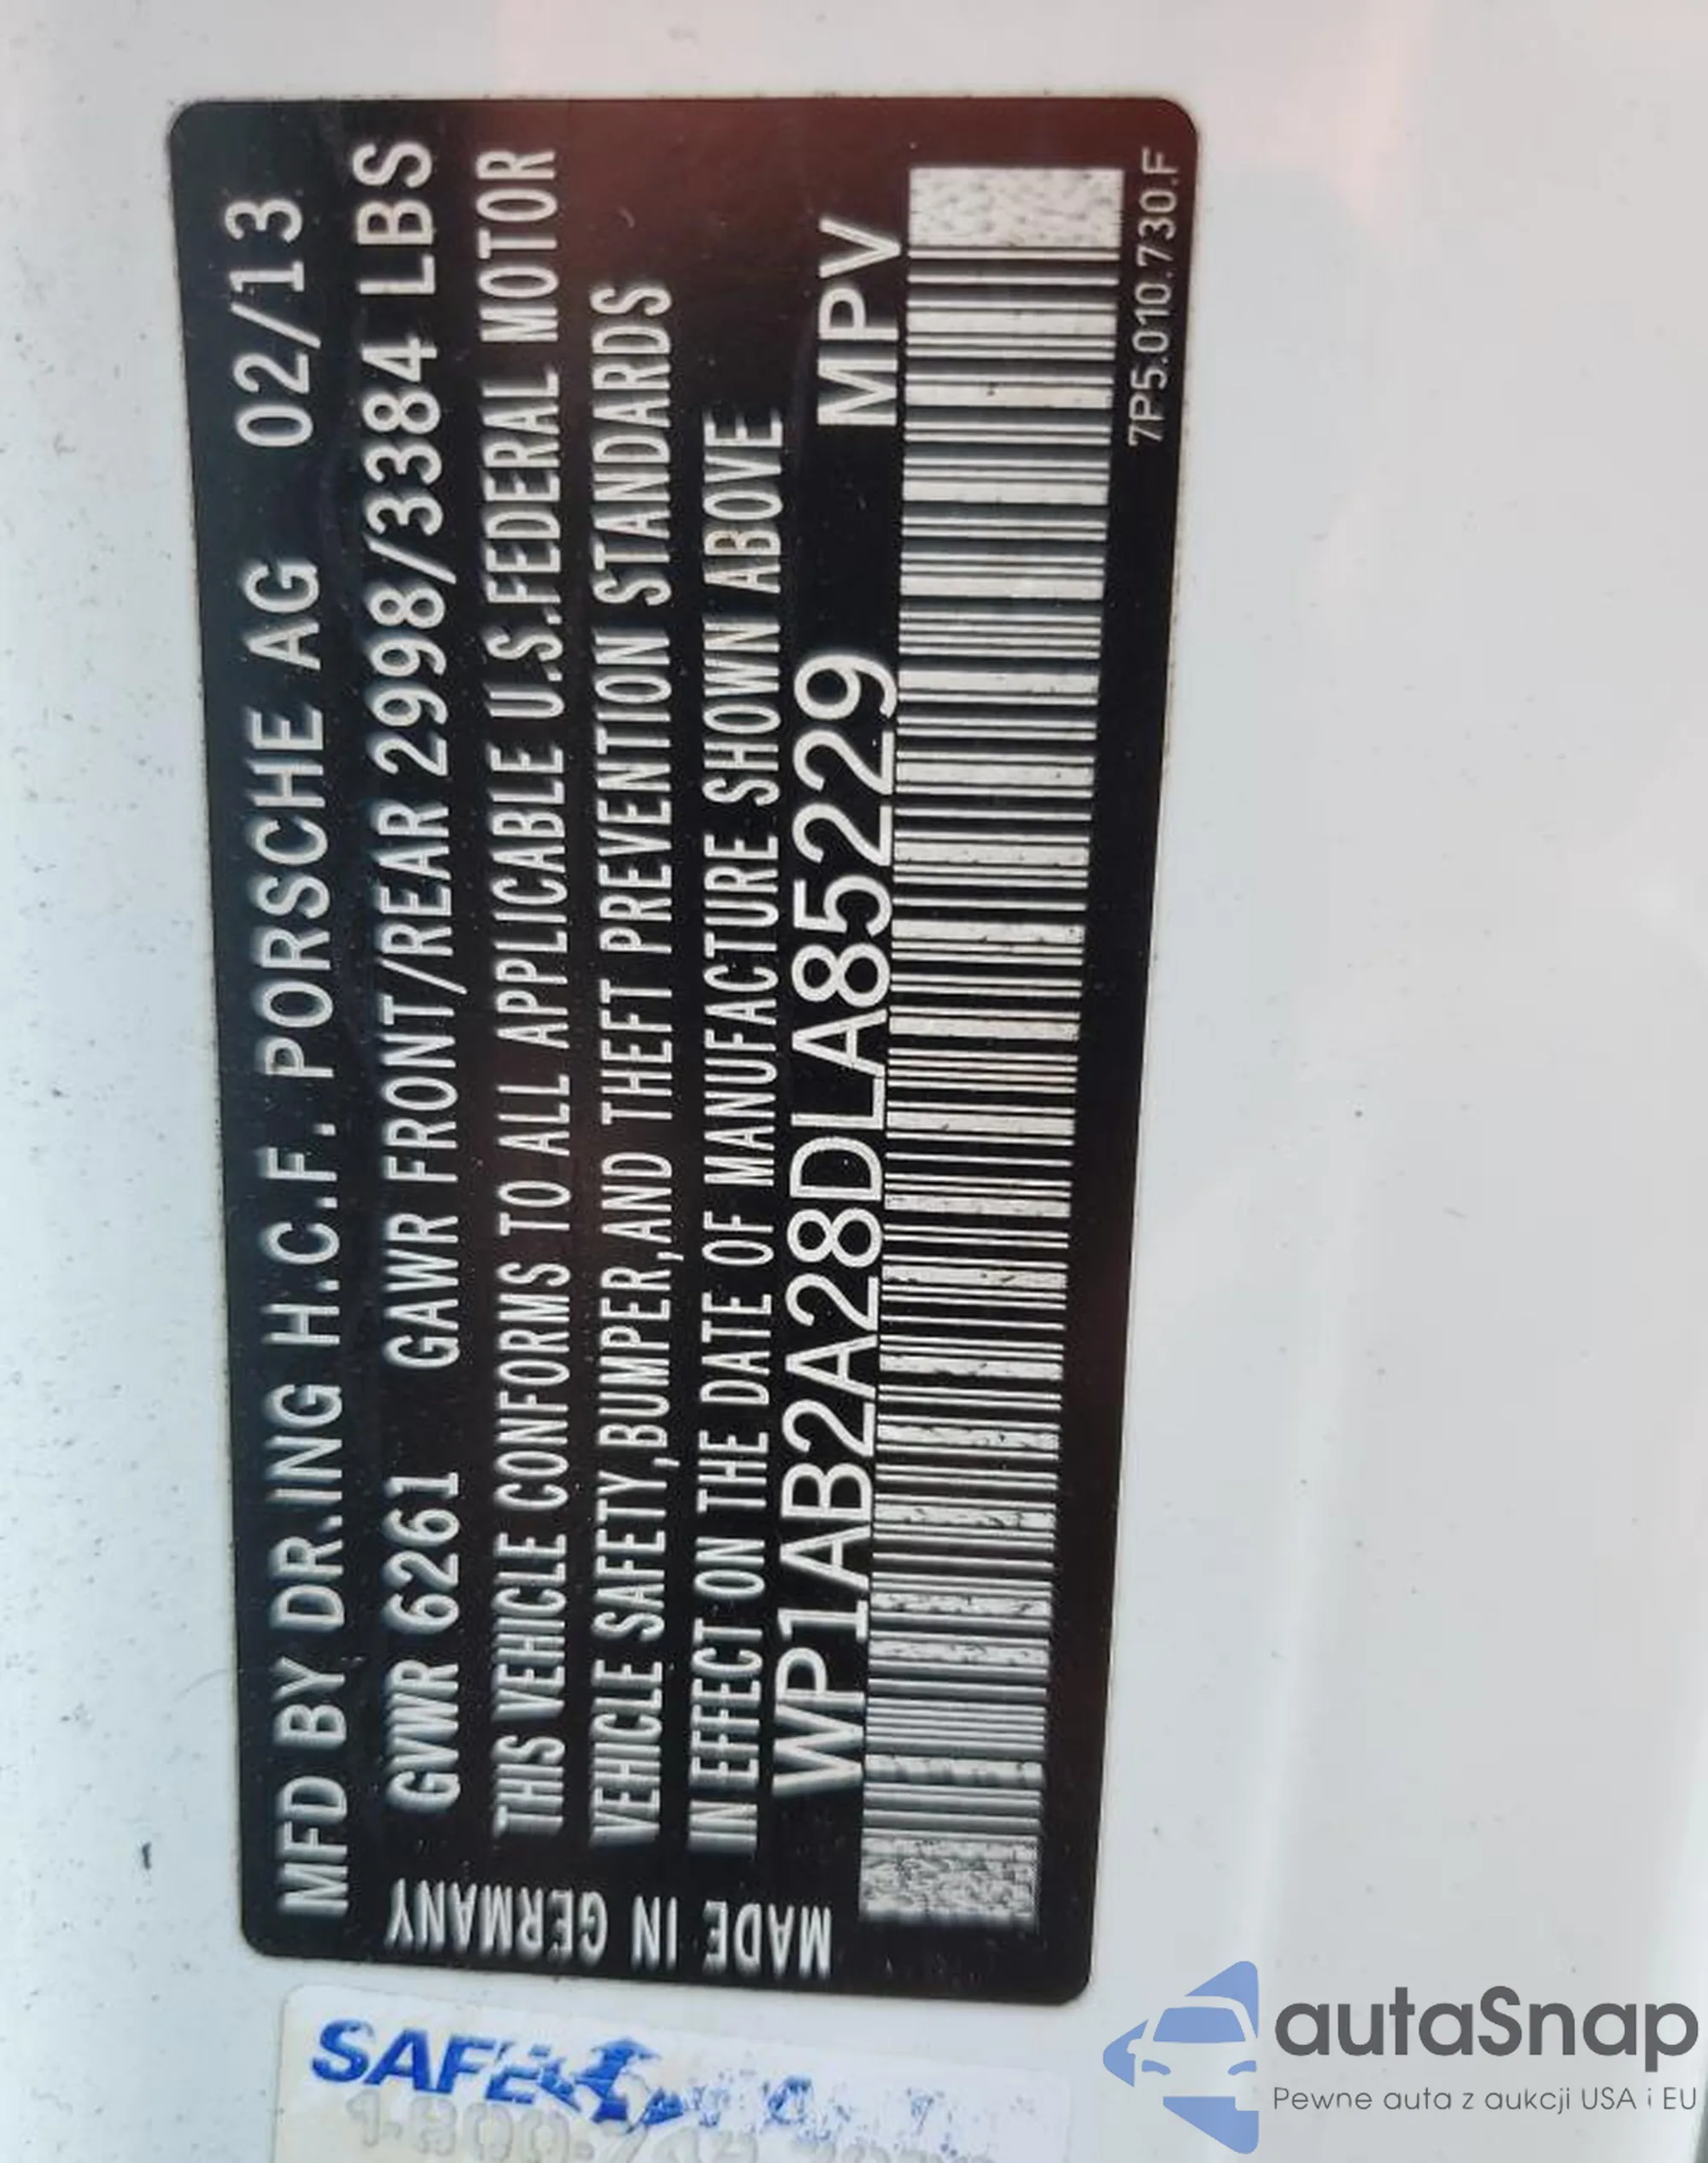 MFD BY DR.ING H.C.F. PORSCHE AG 02/13
GVWR 6261 GAWR FRONT/REAR 2998/3384 LBS
THIS VEHICLE CONFORMS TO ALL APPLICABLE U.S.FEDERAL MOTOR
VEHICLE SAFETY,BUMPER,AND THEFT PREVENTION STANDARDS
IN EFFECT ON THE DATE OF MANUFACTURE SHOWN ABOVE
WP1AB2A28DLA85229 MPV
7P5.010.730.F
MADE IN GERMANY
autaSnap
Pewne auta z aukcji USA i EU